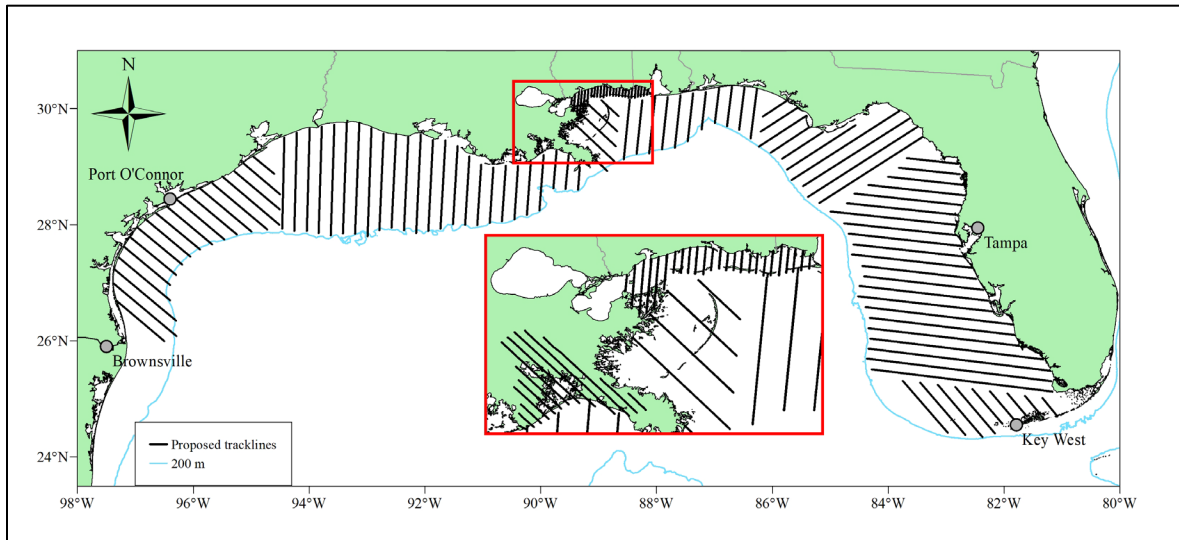 N
30°N
28°N
26°N
24°N
Port O'Connor
Brownsville
Tampa
Key West
Proposed tracklines
200 m
98°W
96°W
94°W
92°W
90°W
88°W
86°W
84°W
82°W
80°W